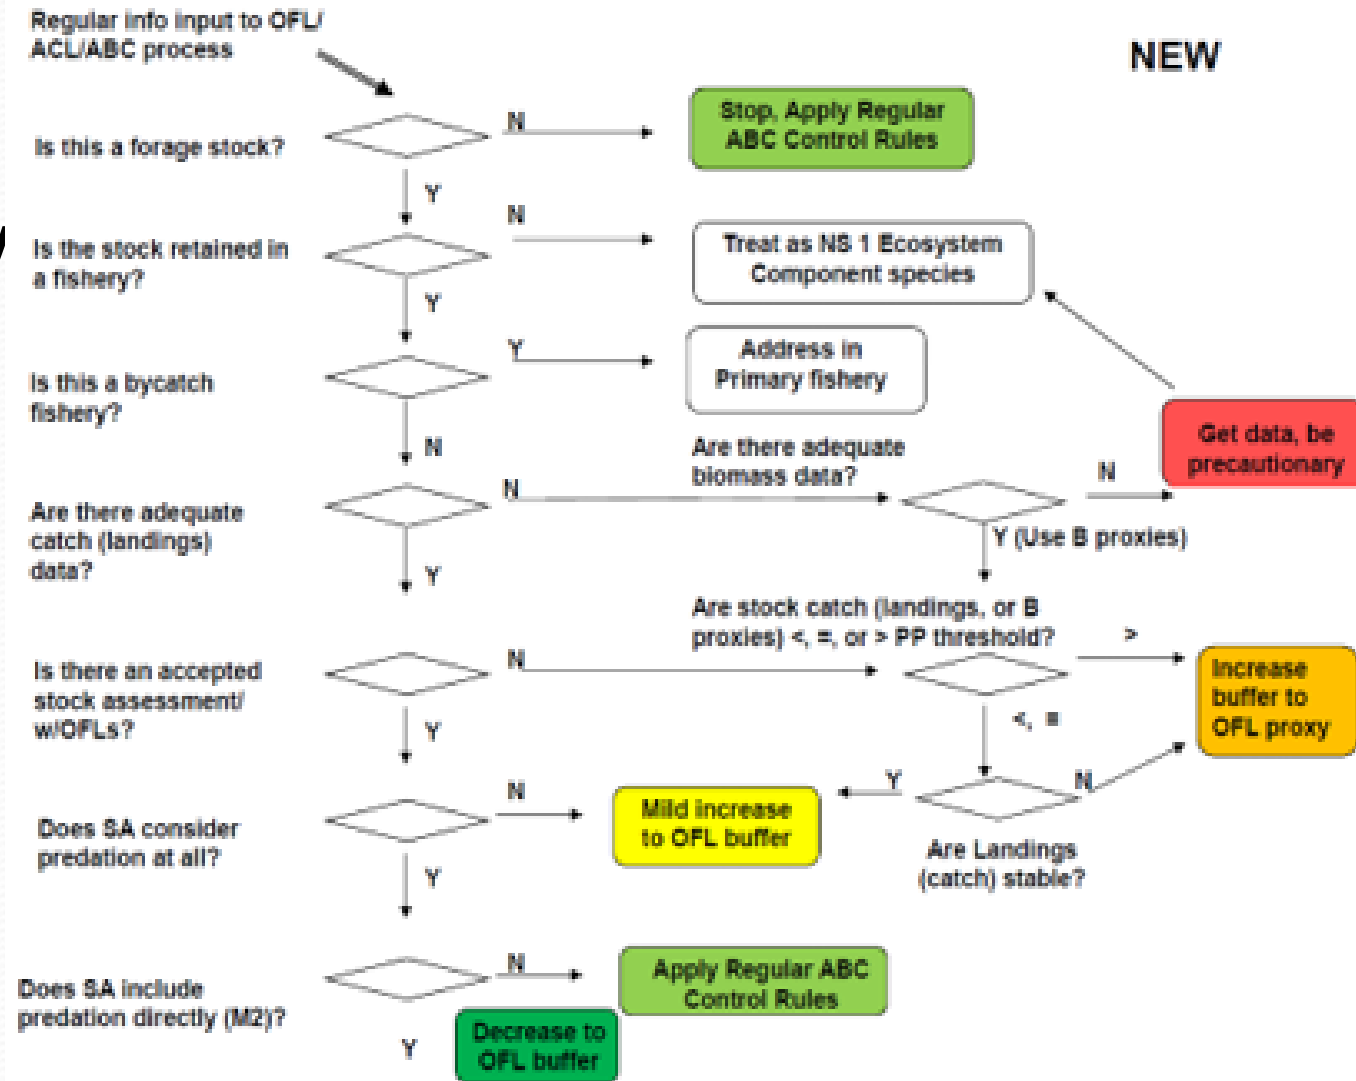 Regular info input to OFL/
ACL/ABC process
NEW
Is this a forage stock?
N
Stop, Apply Regular
ABC Control Rules
Y
Is the stock retained in
a fishery?
N
Treat as NS 1 Ecosystem
Component species
Y
Is this a bycatch
fishery?
Y
Address in
Primary fishery
N
Are there adequate
catch (landings)
data?
N
Are there adequate
biomass data?
N
Get data, be
precautionary
Y (Use B proxies)
Y
Is there an accepted
stock assessment/
w/OFLs?
N
Are stock catch (landings, or B
proxies) <, =, or > PP threshold?
>
Increase
buffer to
OFL proxy
<, =
Y
Does SA consider
predation at all?
N
Mild increase
to OFL buffer
Y
N
Are Landings
(catch) stable?
Y
Does SA include
predation directly (M2)?
N
Apply Regular ABC
Control Rules
Y
Decrease to
OFL buffer